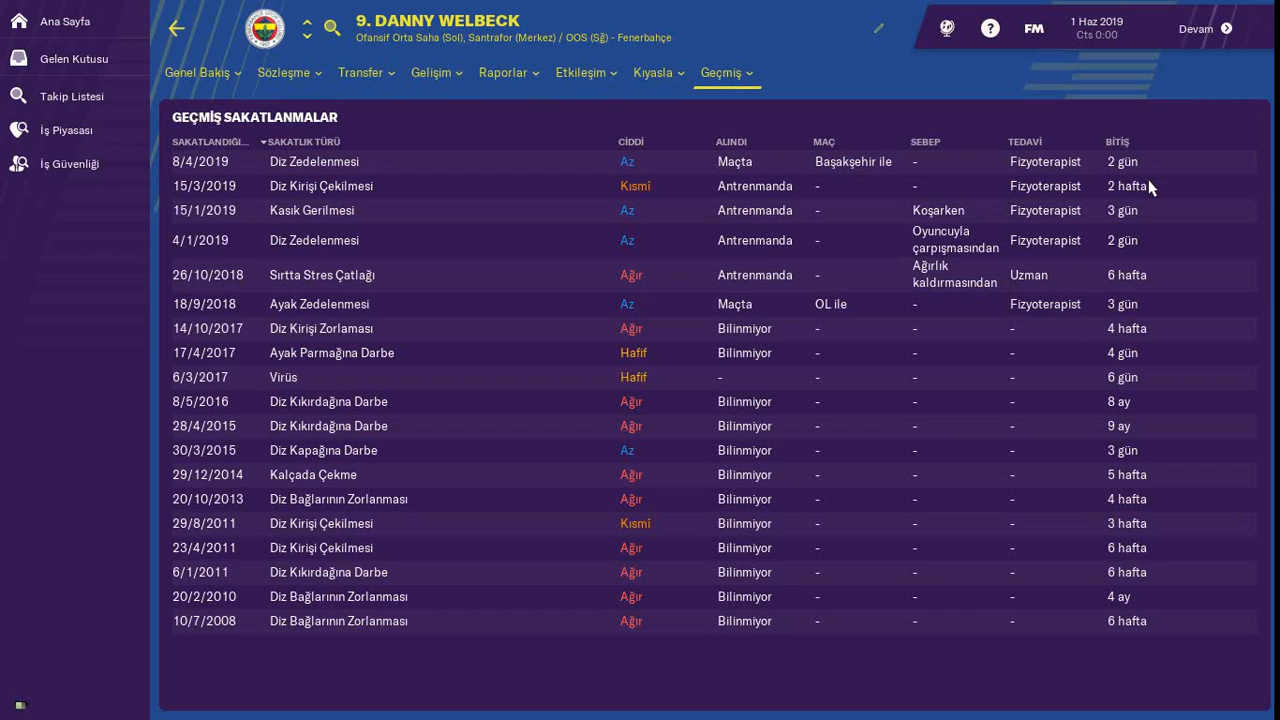 Ana Sayfa
Gelen Kutusu
Takip Listesi
İş Piyasası
İş Güvenliği
9. DANNY WELBECK
Ofansif Orta Saha (Sol), Santrafor (Merkez) / OOS (Sğ) - Fenerbahçe
?
FM
1 Haz 2019
Cts 0:00
Devam
Genel Bakış Sözleşme Transfer Gelişim Raporlar Etkileşim Kıyasla Geçmiş
GEÇMİŞ SAKATLANMALAR
SAKATLANDIĞI... SAKATLIK TÜRÜ CİDDİ ALINDI MAÇ SEBEP TEDAVİ BİTİŞ
8/4/2019 Diz Zedelenmesi Az Maçta Başakşehir ile - Fizyoterapist 2 gün
15/3/2019 Diz Kirişi Çekilmesi Kısmî Antrenmanda - - Fizyoterapist 2 hafta
15/1/2019 Kasık Gerilmesi Az Antrenmanda - Koşarken Fizyoterapist 3 gün
4/1/2019 Diz Zedelenmesi Az Antrenmanda - Oyuncuyla çarpışmasından Fizyoterapist 2 gün
26/10/2018 Sırtta Stres Çatlağı Ağır Antrenmanda - Ağırlık kaldırmasından Uzman 6 hafta
18/9/2018 Ayak Zedelenmesi Az Maçta OL ile - Fizyoterapist 3 gün
14/10/2017 Diz Kirişi Zorlaması Ağır Bilinmiyor - - - 4 hafta
17/4/2017 Ayak Parmağına Darbe Hafif Bilinmiyor - - - 4 gün
6/3/2017 Virüs Hafif - - - - 6 gün
8/5/2016 Diz Kıkırdağına Darbe Ağır Bilinmiyor - - - 8 ay
28/4/2015 Diz Kıkırdağına Darbe Ağır Bilinmiyor - - - 9 ay
30/3/2015 Diz Kapağına Darbe Az Bilinmiyor - - - 3 gün
29/12/2014 Kalçada Çekme Ağır Bilinmiyor - - - 5 hafta
20/10/2013 Diz Bağlarının Zorlanması Ağır Bilinmiyor - - - 4 hafta
29/8/2011 Diz Kirişi Çekilmesi Kısmî Bilinmiyor - - - 3 hafta
23/4/2011 Diz Kirişi Çekilmesi Ağır Bilinmiyor - - - 6 hafta
6/1/2011 Diz Kıkırdağına Darbe Ağır Bilinmiyor - - - 6 hafta
20/2/2010 Diz Bağlarının Zorlanması Ağır Bilinmiyor - - - 4 ay
10/7/2008 Diz Bağlarının Zorlanması Ağır Bilinmiyor - - - 6 hafta